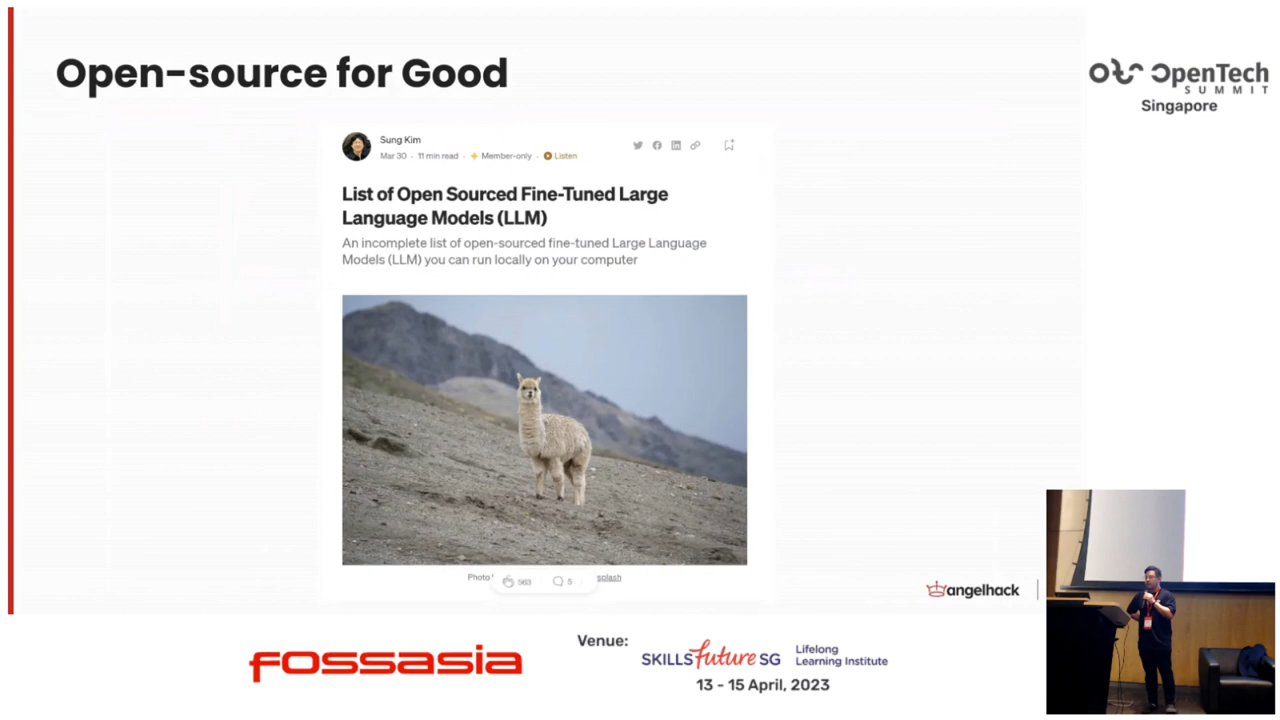 Open-source for Good
OpenTech
SUMMIT
Singapore
Sung Kim
Mar 30 · 11 min read · Member-only · Listen
List of Open Sourced Fine-Tuned Large
Language Models (LLM)
An incomplete list of open-sourced fine-tuned Large Language
Models (LLM) you can run locally on your computer
Photo
563
5
splash
angelhack
fossasia
Venue:
SKILLSfuture SG
Lifelong
Learning Institute
13 - 15 April, 2023